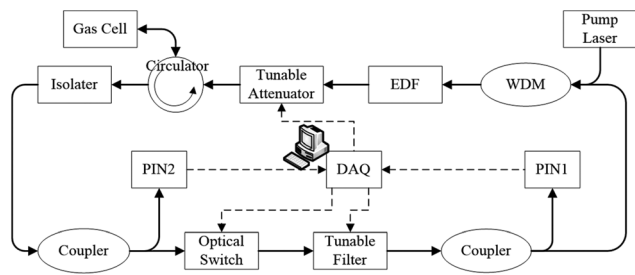 Pump
Laser
Gas Cell
Circulator
Isolater
Tunable
Attenuator
EDF
WDM
PIN2
DAQ
PIN1
Coupler
Optical
Switch
Tunable
Filter
Coupler